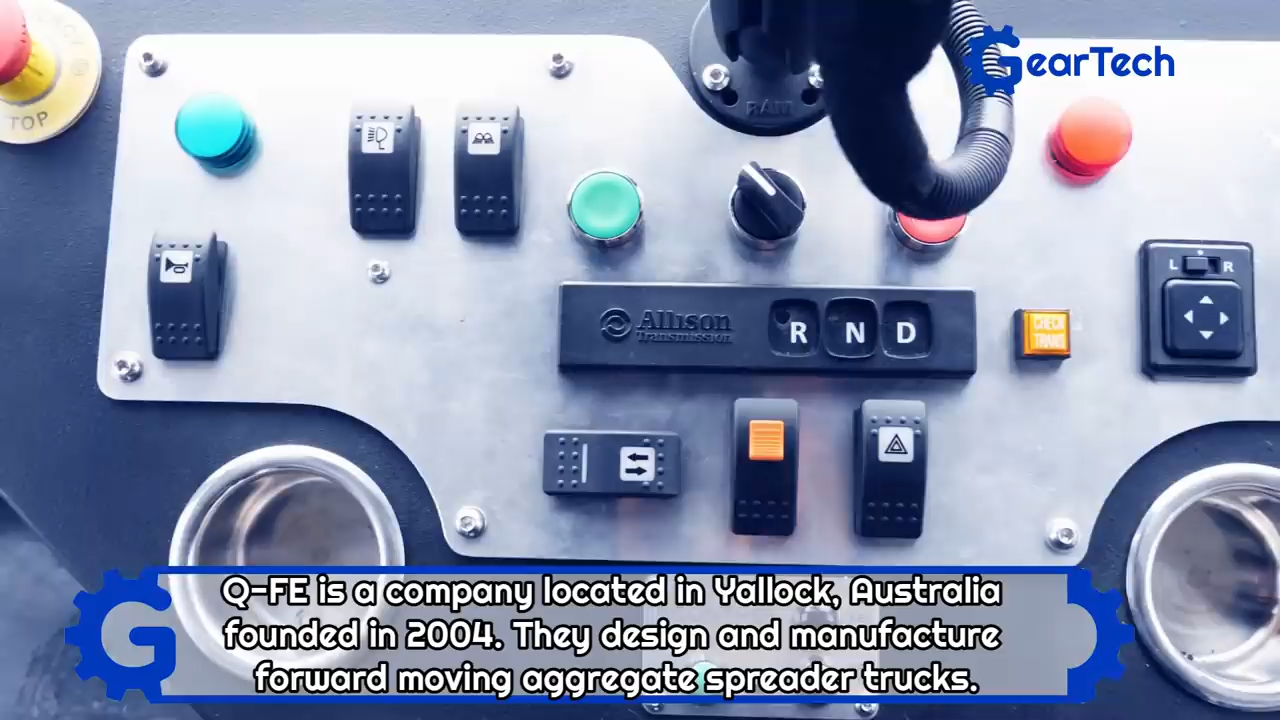 GearTech
TOP
RAM
Allison
Transmission
R N D
L R
CHECK
TRANS
G
Q-FE is a company located in Yallock, Australia
founded in 2004. They design and manufacture
forward moving aggregate spreader trucks.